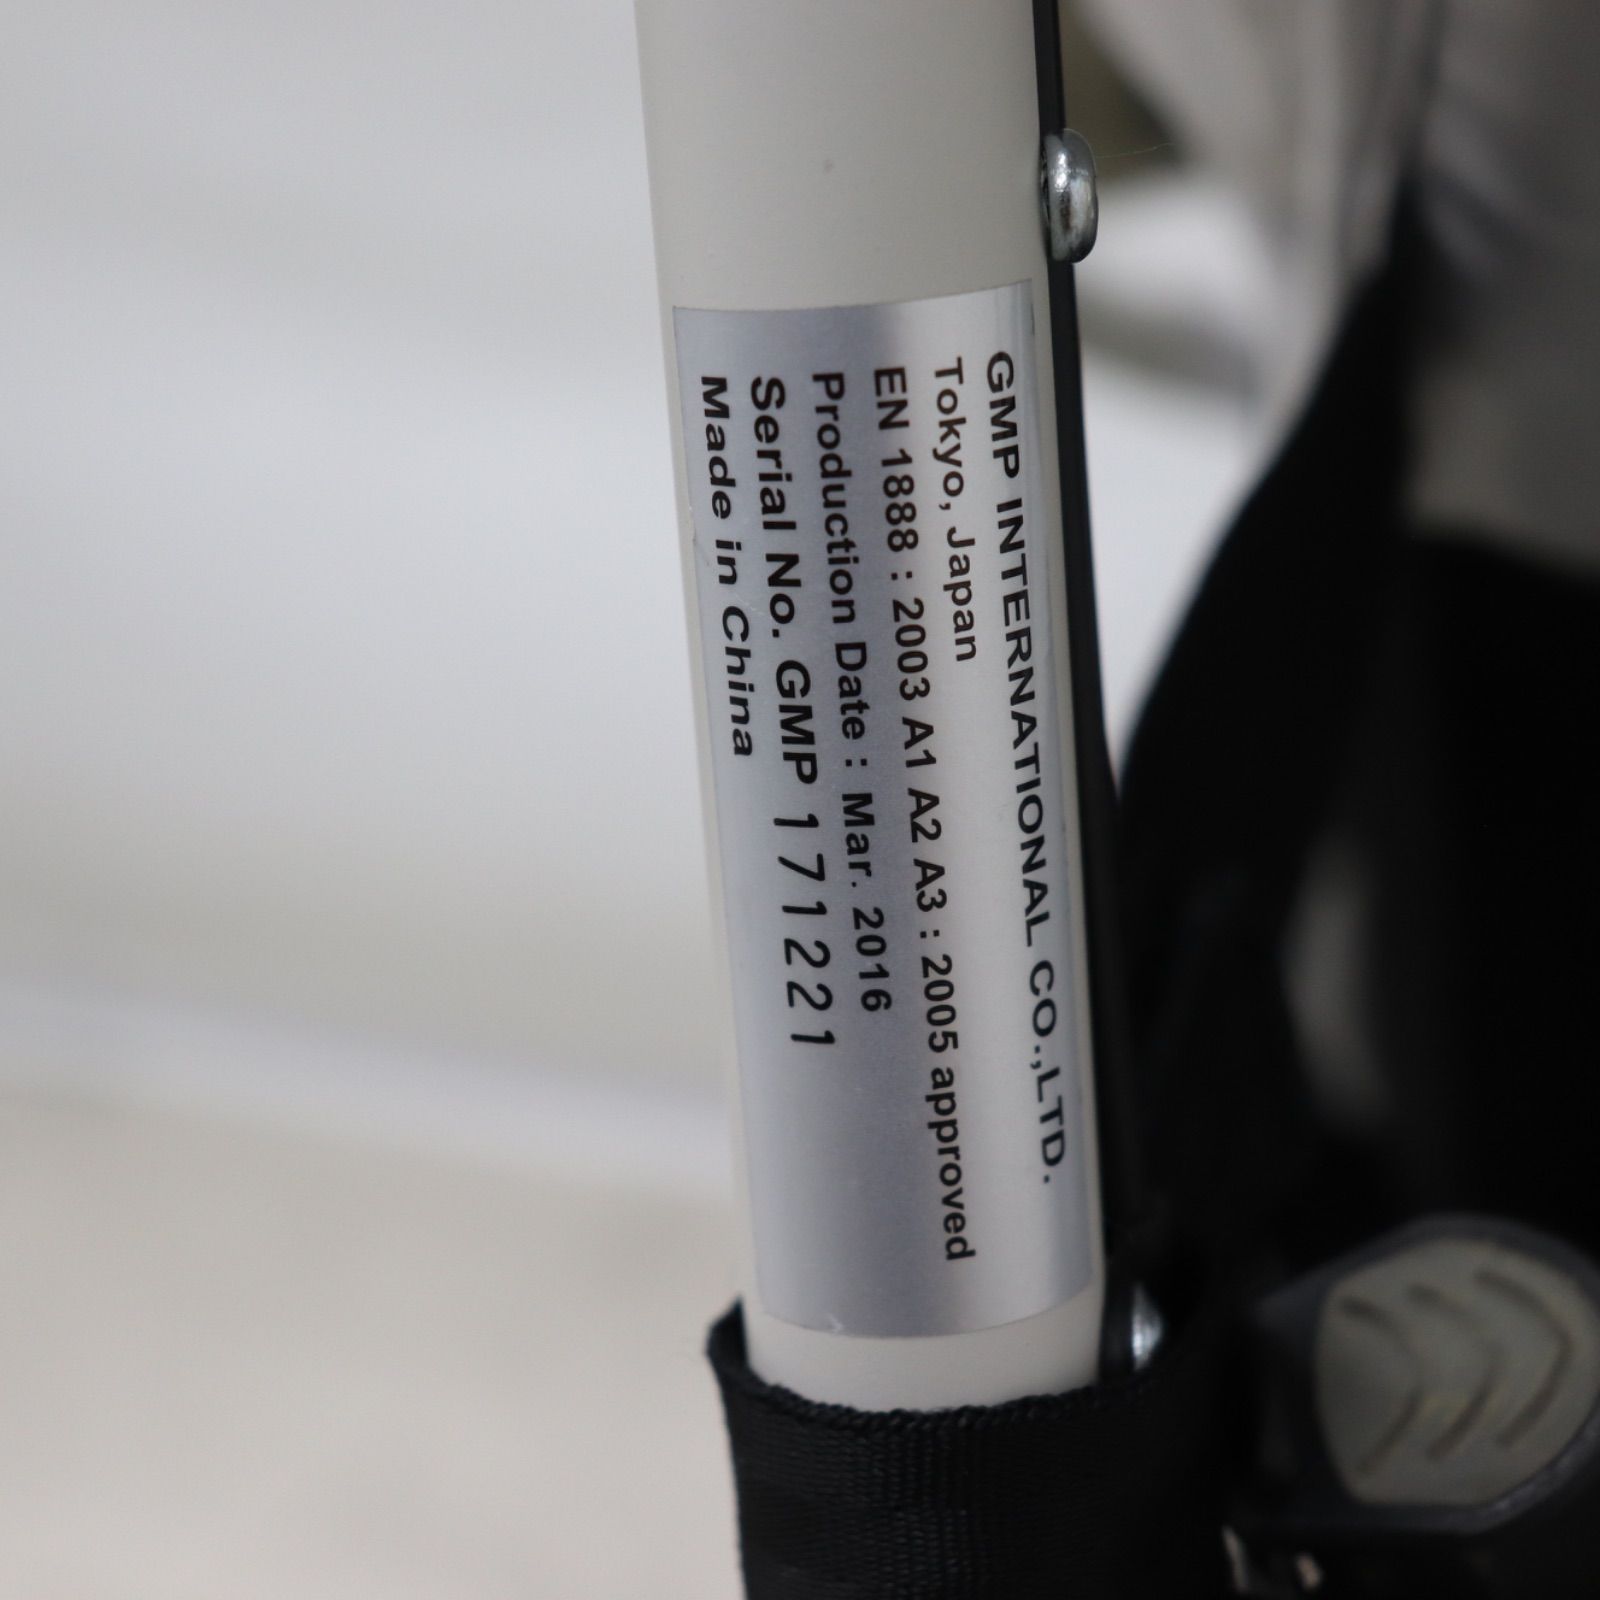 GMP INTERNATIONAL CO.,LTD.
Tokyo, Japan
EN 1888 : 2003 A1 A2 A3 : 2005 approved
Production Date : Mar. 2016
Serial No. GMP 171221
Made in China